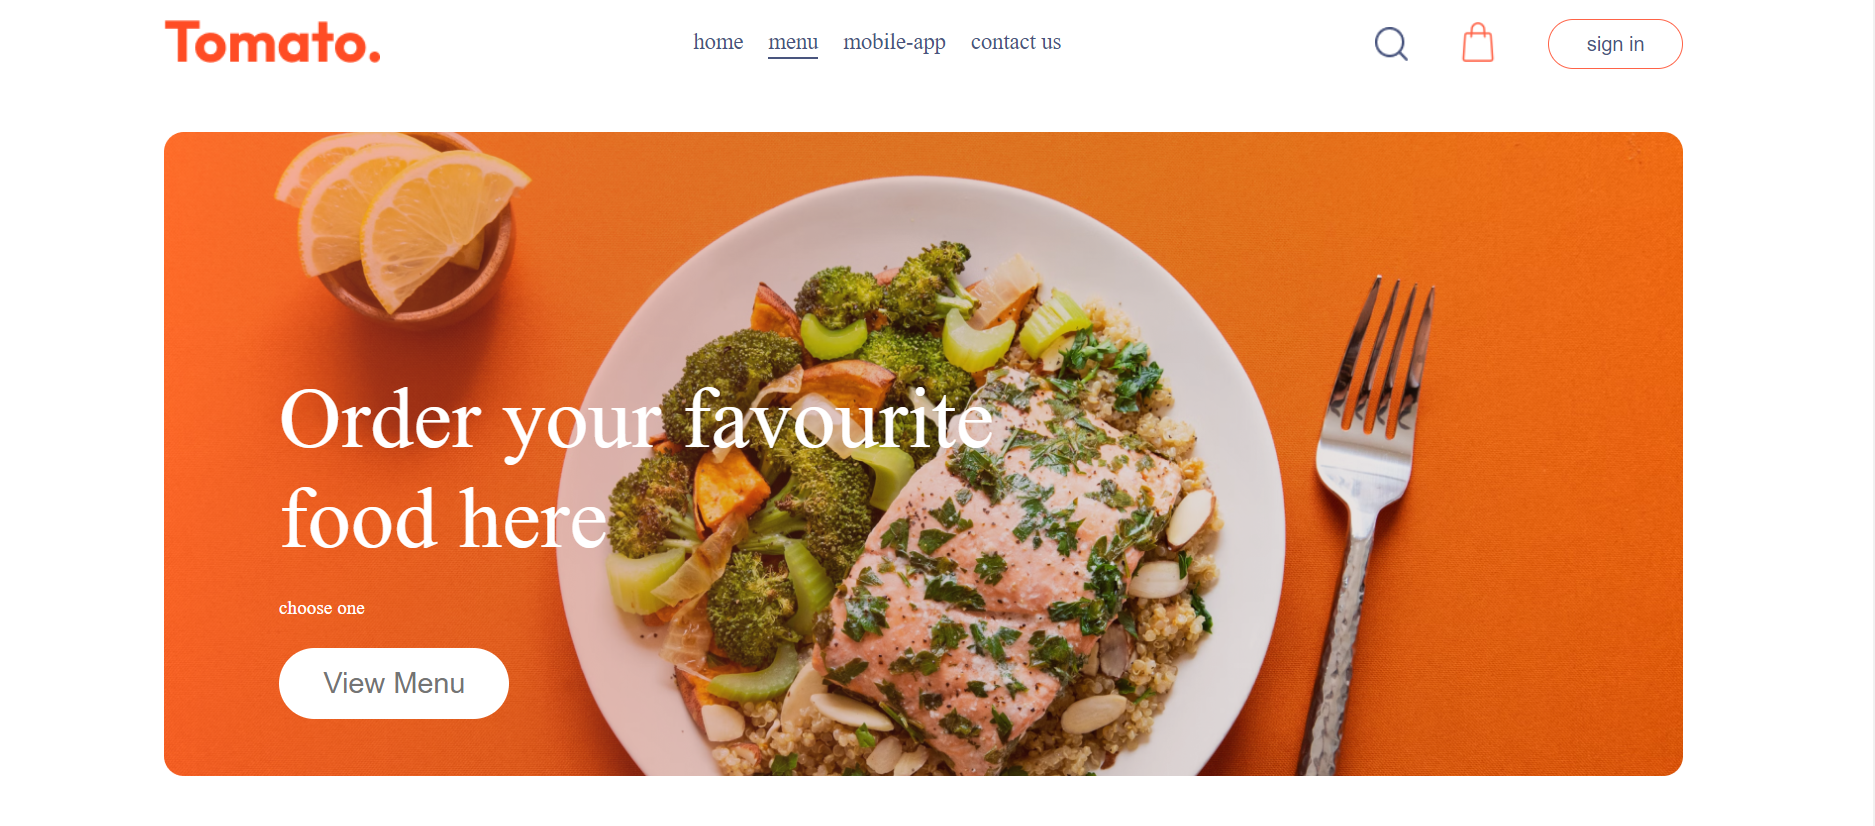 Tomato.
home menu mobile-app contact us
sign in
Order your favourite
food here
choose one
View Menu